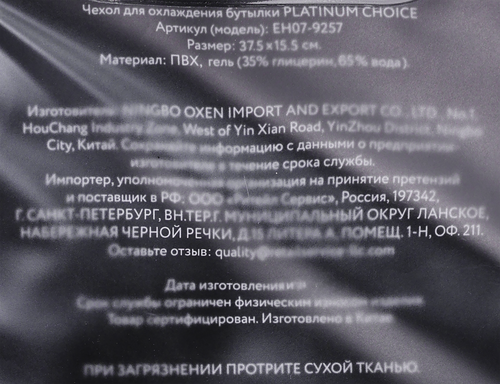 Чехол для охлаждения бутылки PLATINUM CHOICE
Артикул (модель): EH07-9257
Размер: 37.5 x 15.5 см.
Материал: ПВХ, гель (35% глицерин, 65% вода).
Изготовитель: NINGBO OXEN IMPORT AND EXPORT CO., LTD., No.1,
HouChang Industry Zone, West of Yin Xian Road, YinZhou District, Ningbo
City, Китай. Сохраняйте информацию с данными о предприятии-
изготовителе в течение срока службы.
Импортер, уполномоченная организация на принятие претензий
и поставщик в РФ: ООО «Ритейл Сервис», Россия, 197342,
Г. САНКТ-ПЕТЕРБУРГ, ВН.ТЕР.Г. МУНИЦИПАЛЬНЫЙ ОКРУГ ЛАНСКОЕ,
НАБЕРЕЖНАЯ ЧЕРНОЙ РЕЧКИ, Д.15 ЛИТЕРА А, ПОМЕЩ. 1-Н, ОФ. 211.
Оставьте отзыв: quality@retailservice-llc.com
Дата изготовления
Срок службы ограничен физическим износом изделия.
Товар сертифицирован. Изготовлено в Китае.
ПРИ ЗАГРЯЗНЕНИИ ПРОТРИТЕ СУХОЙ ТКАНЬЮ.